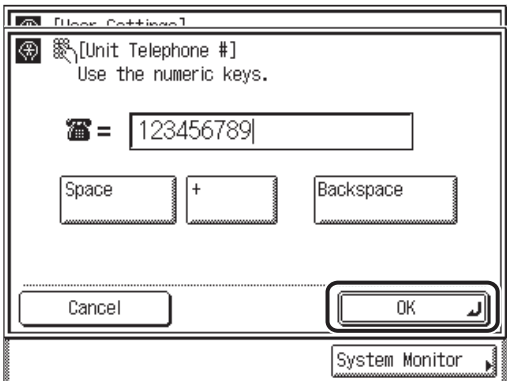 [User Settings]
[Unit Telephone #]
Use the numeric keys.
= 123456789
Space + Backspace
Cancel OK
System Monitor